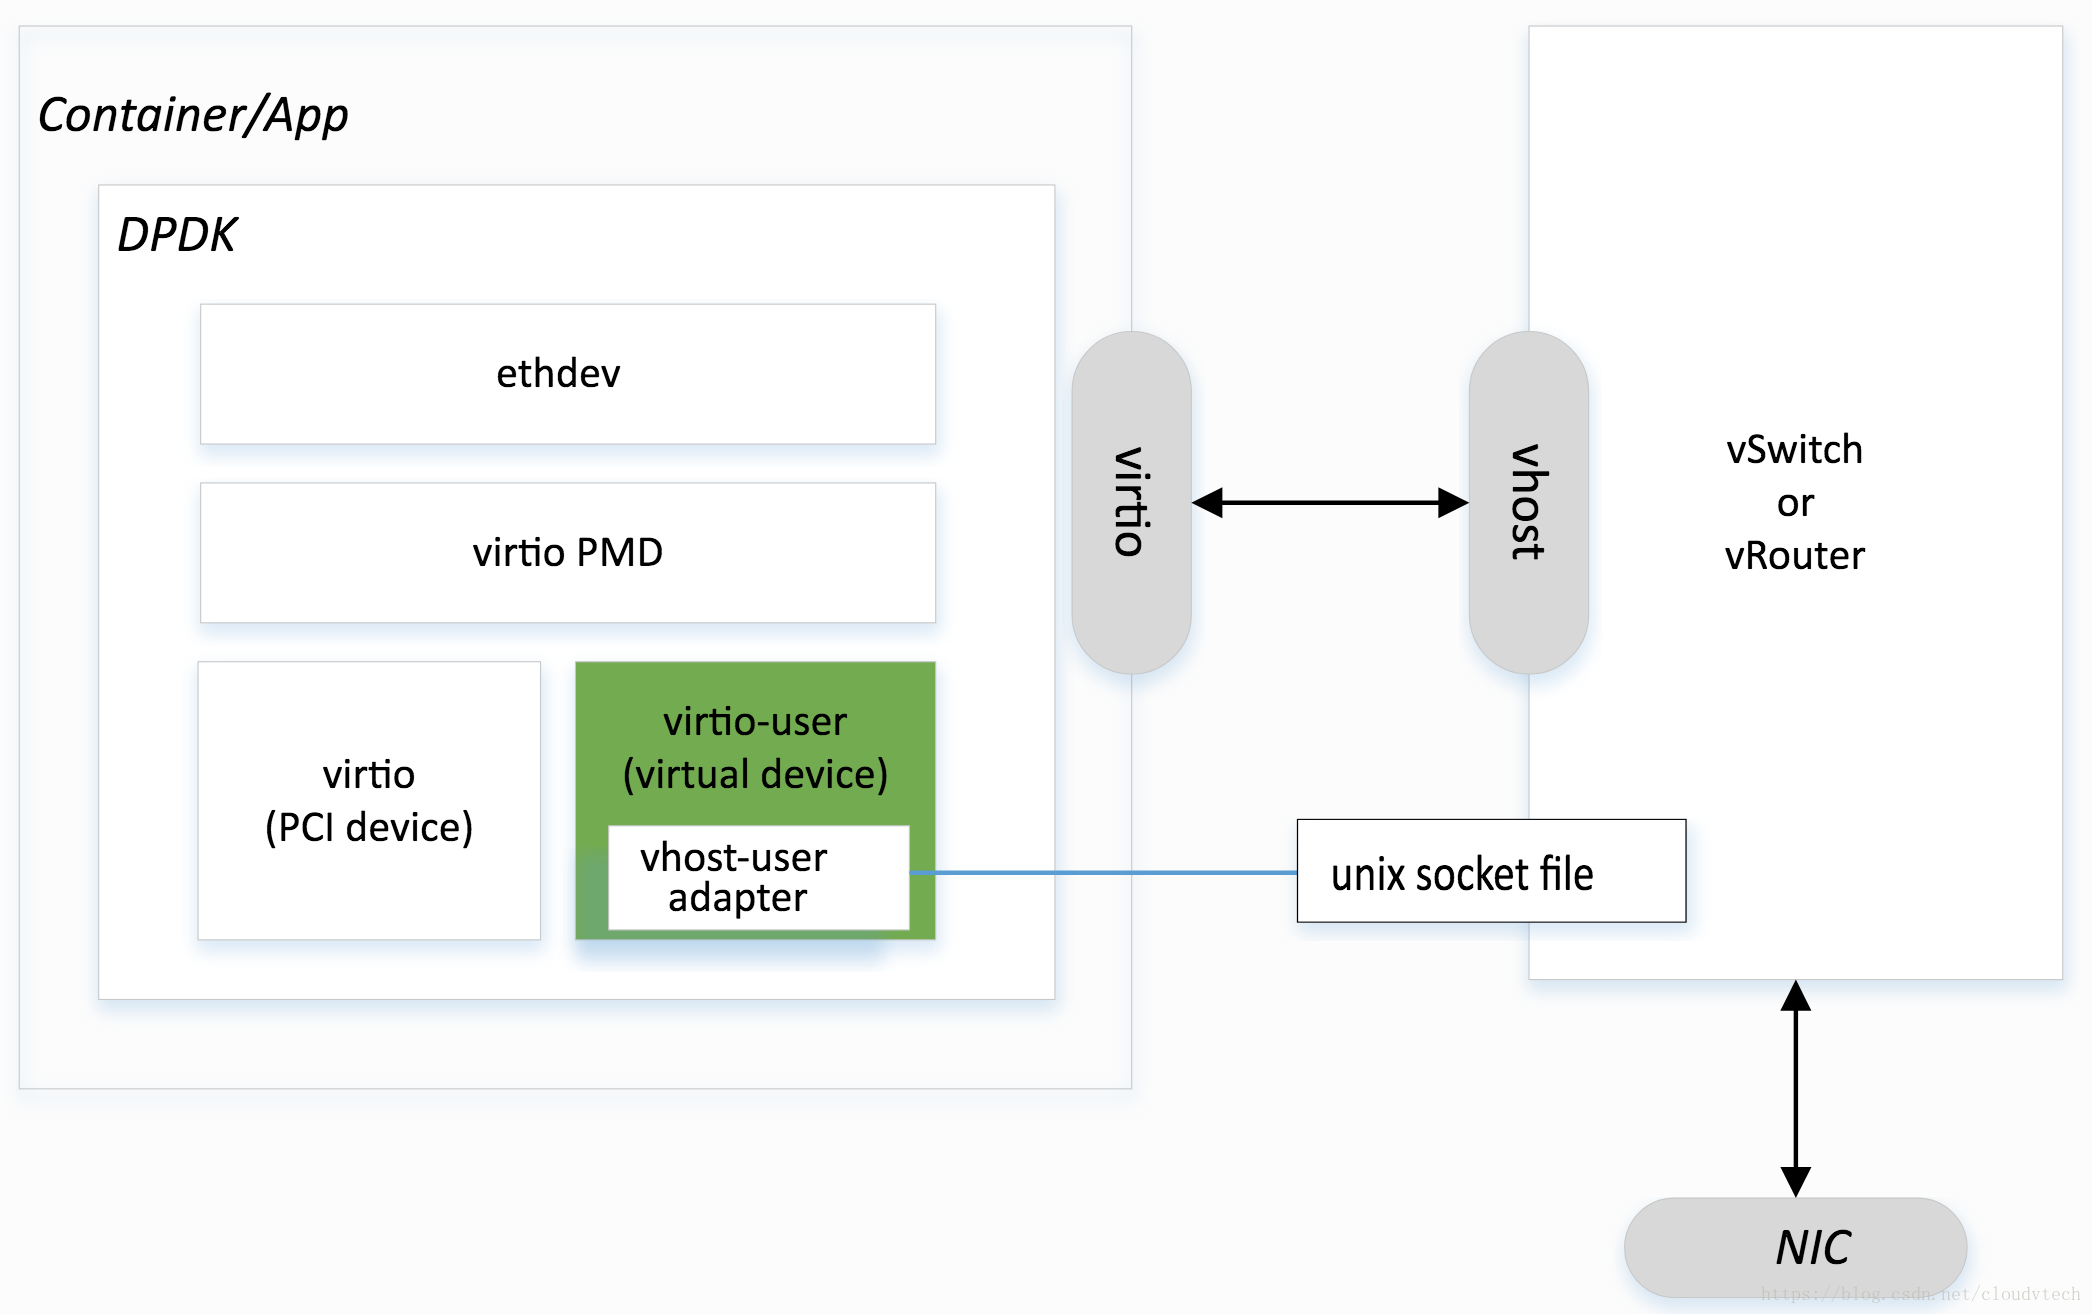 Container/App
DPDK
ethdev
virtio PMD
virtio
(PCI device)
virtio-user
(virtual device)
vhost-user
adapter
virtio
vhost
vSwitch
or
vRouter
unix socket file
NIC
https://blog.csdn.net/cloudvtech